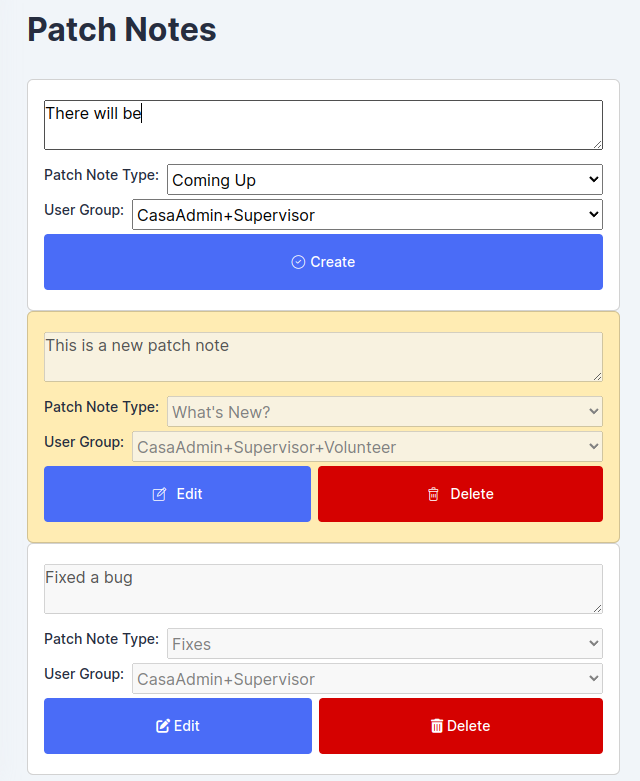 Patch Notes
There will be
Patch Note Type: Coming Up
User Group: CasaAdmin+Supervisor
Create
This is a new patch note
Patch Note Type: What's New?
User Group: CasaAdmin+Supervisor+Volunteer
Edit Delete
Fixed a bug
Patch Note Type: Fixes
User Group: CasaAdmin+Supervisor
Edit Delete